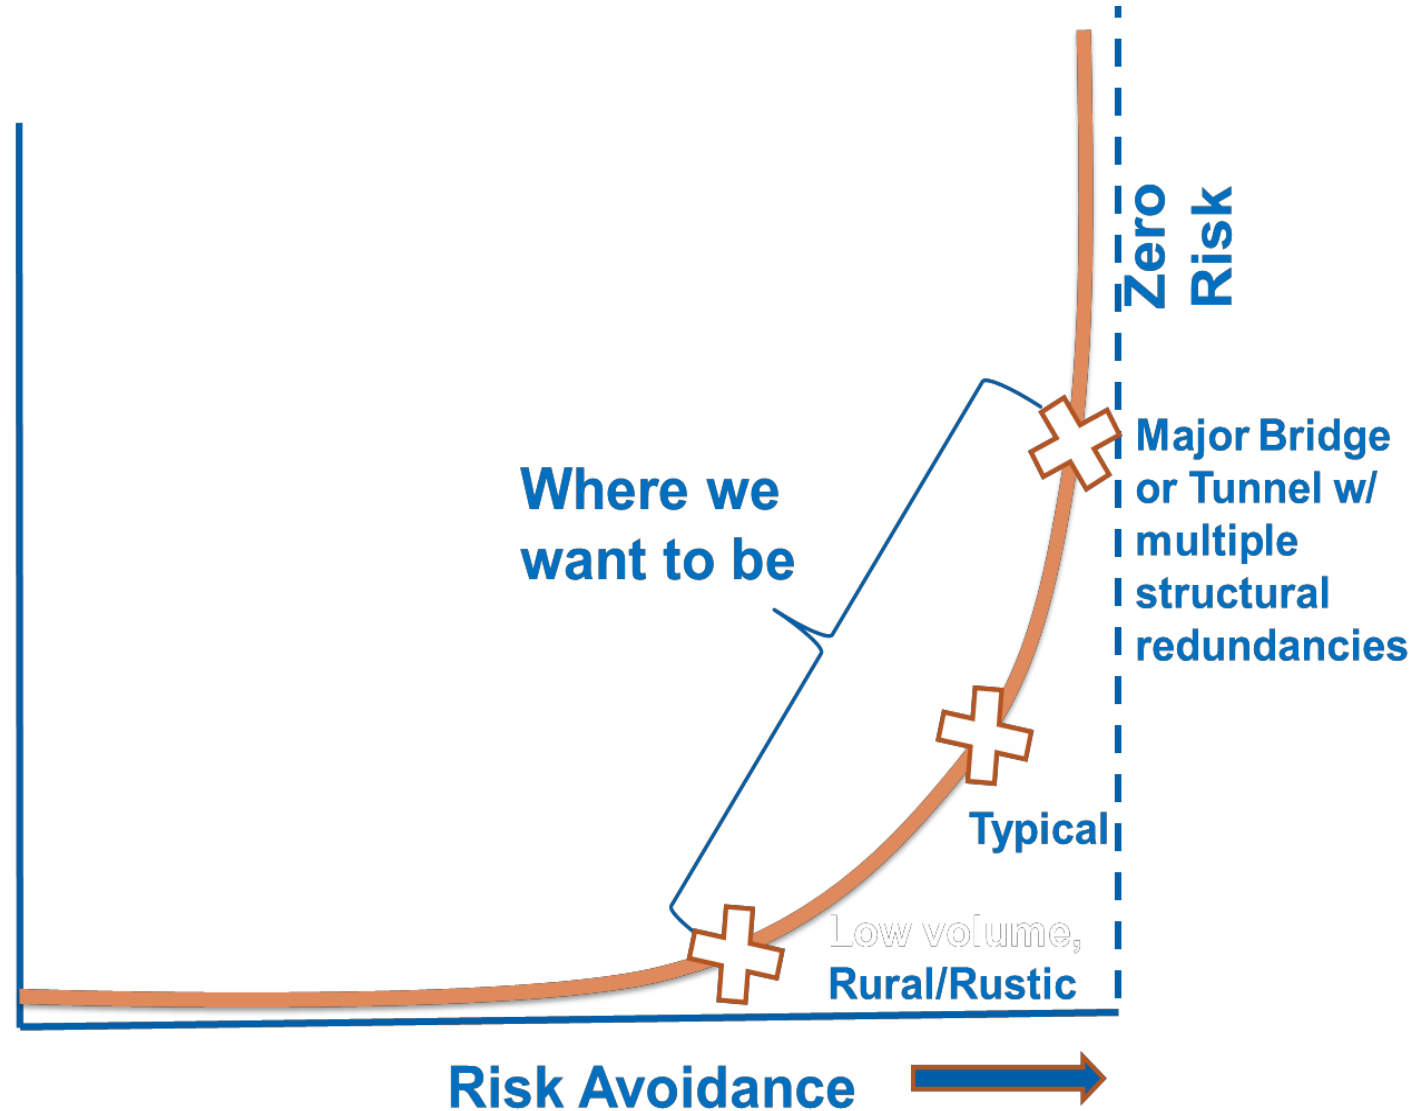 Zero
Risk
Where we
want to be
Major Bridge
or Tunnel w/
multiple
structural
redundancies
Typical
Low volume,
Rural/Rustic
Risk Avoidance